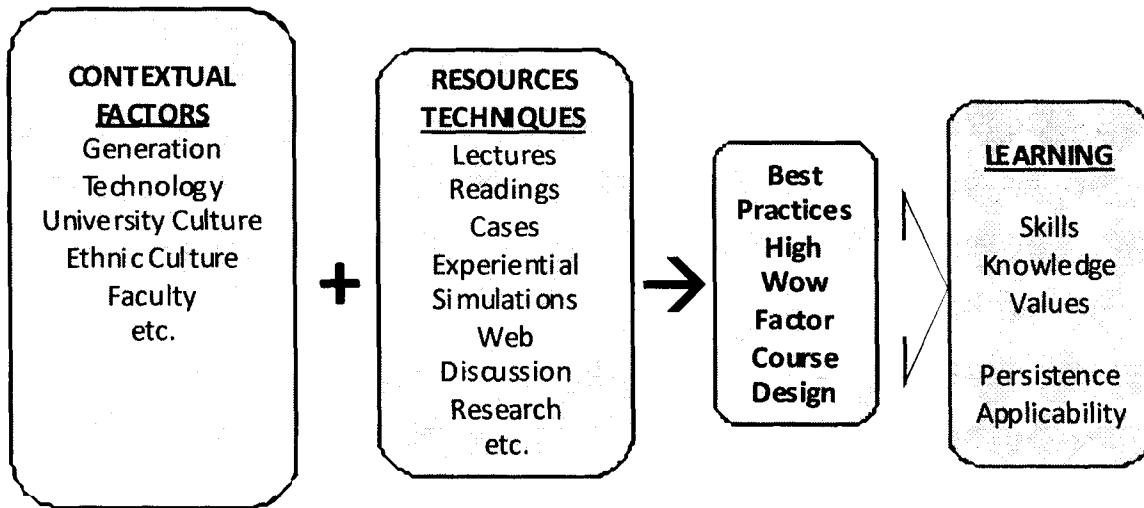 CONTEXTUAL
FACTORS
Generation
Technology
University Culture
Ethnic Culture
Faculty
etc.
+
RESOURCES
TECHNIQUES
Lectures
Readings
Cases
Experiential
Simulations
Web
Discussion
Research
etc.
Best
Practices
High
Wow
Factor
Course
Design
LEARNING
Skills
Knowledge
Values
Persistence
Applicability